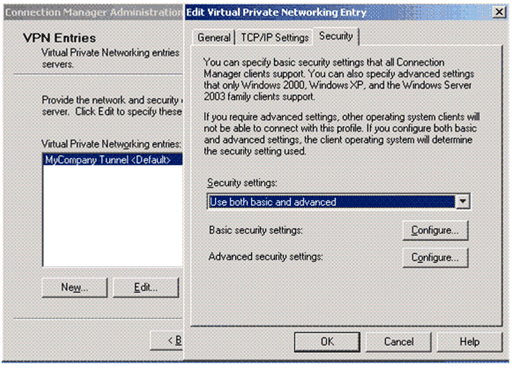 Connection Manager Administration
VPN Entries
Virtual Private Networking entries
servers.
Provide the network and security
server. Click Edit to specify these
Virtual Private Networking entries:
MyCompany Tunnel <Default>
New...
Edit...
< B
Edit Virtual Private Networking Entry
General
TCP/IP Settings
Security
You can specify basic security settings that all Connection
Manager clients support. You can also specify advanced settings
that only Windows 2000, Windows XP, and the Windows Server
2003 family clients support.
If you require advanced settings, other operating system clients will
not be able to connect with this profile. If you configure both basic
and advanced settings, the client operating system will determine
the security setting used.
Security settings:
Use both basic and advanced
Basic security settings:
Configure...
Advanced security settings:
Configure...
OK
Cancel
Help